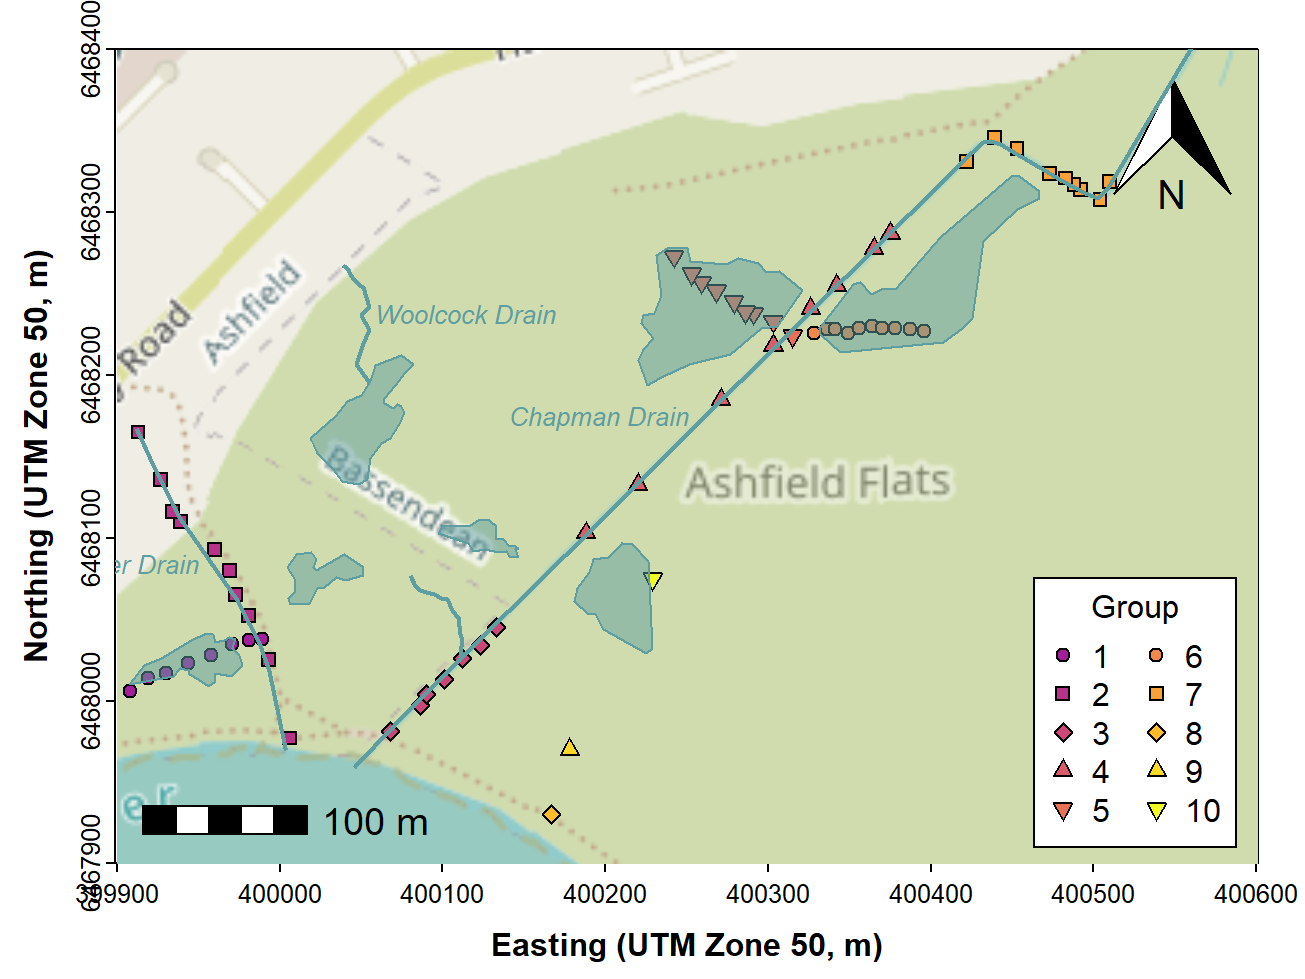 Northing (UTM Zone 50, m)
6468400
6468300
6468200
6468100
6468000
6467900
Road
Ashfield
Woolcock Drain
Chapman Drain
Ashfield Flats
Bassendean
er Drain
er
N
100 m
Group
1
2
3
4
5
6
7
8
9
10
399900
400000
400100
400200
400300
400400
400500
400600
Easting (UTM Zone 50, m)